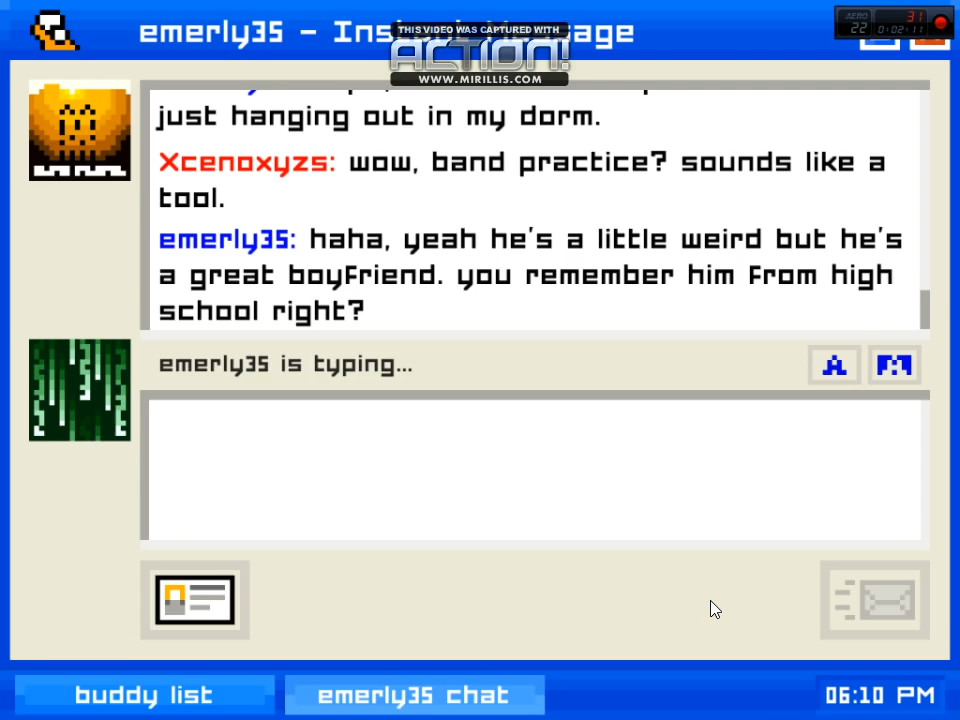 emerly35 - Inst
age
THIS VIDEO WAS CAPTURED WITH
ACTION!
WWW.MIRILLIS.COM
AERO
22
31
0:02:11
just hanging out in my dorm.
Xcenoxyzs: wow, band practice? sounds like a
tool.
emerly35: haha, yeah he's a little weird but he's
a great boyfriend. you remember him from high
school right?
emerly35 is typing...
A
buddy list
emerly35 chat
06:10 PM